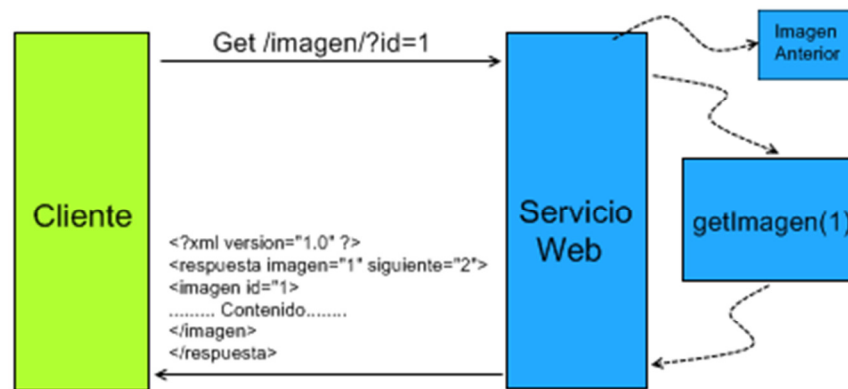 Get /imagen/?id=1
Imagen
Anterior
Cliente
Servicio
Web
getImagen(1)
<?xml version="1.0" ?>
<respuesta imagen="1" siguiente="2">
<imagen id="1>
......... Contenido........
</imagen>
</respuesta>